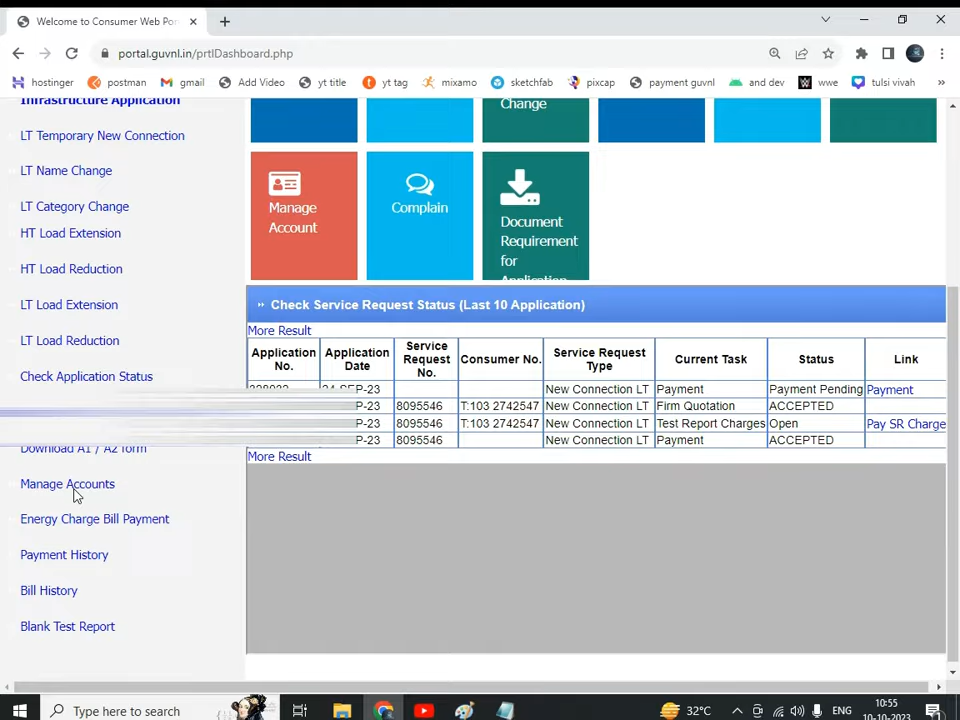 Welcome to Consumer Web Por
portal.guvnl.in/prtlDashboard.php
hostinger
postman
gmail
Add Video
yt title
yt tag
mixamo
sketchfab
pixcap
payment guvnl
and dev
wwe
tulsi vivah
»
Infrastructure Application
LT Temporary New Connection
LT Name Change
LT Category Change
HT Load Extension
HT Load Reduction
LT Load Extension
LT Load Reduction
Check Application Status
Download A1 / A2 form
Manage Accounts
Energy Charge Bill Payment
Payment History
Bill History
Blank Test Report
Change
Manage
Account
Complain
Document
Requirement
for
Application
Check Service Request Status (Last 10 Application)
More Result
Application No. Application Date Service Request No. Consumer No. Service Request Type Current Task Status Link
24-SEP-23 New Connection LT Payment Payment Pending Payment
P-23 8095546 T:103 2742547 New Connection LT Firm Quotation ACCEPTED
P-23 8095546 T:103 2742547 New Connection LT Test Report Charges Open Pay SR Charge
P-23 8095546 New Connection LT Payment ACCEPTED
More Result
Type here to search
32°C
ENG
10:55
10-10-2023